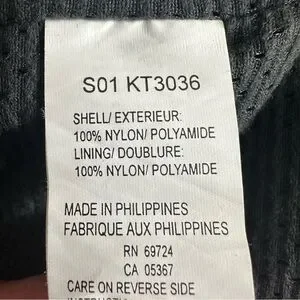 S01 KT3036
SHELL/ EXTERIEUR:
100% NYLON/ POLYAMIDE
LINING/ DOUBLURE:
100% NYLON/ POLYAMIDE
MADE IN PHILIPPINES
FABRIQUE AUX PHILIPPINES
RN 69724
CA 05367
CARE ON REVERSE SIDE